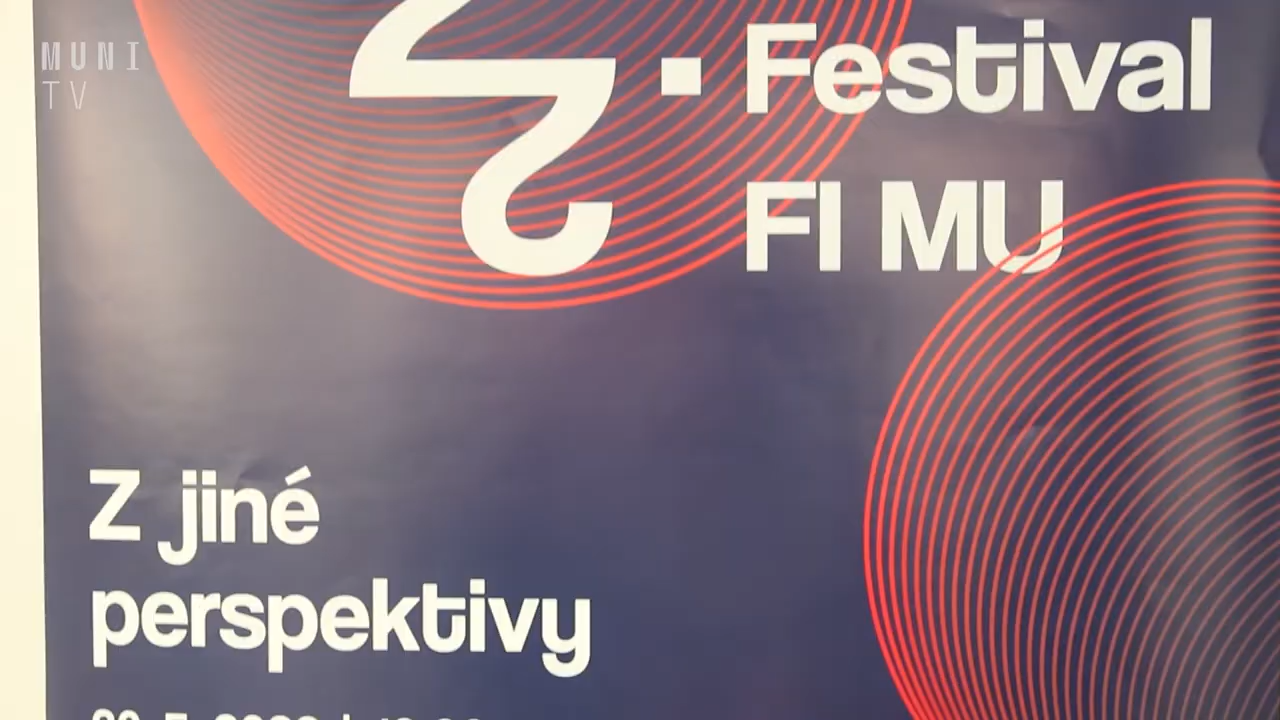 MUNI
TV
. Festival
FI MU
Z jiné
perspektivy